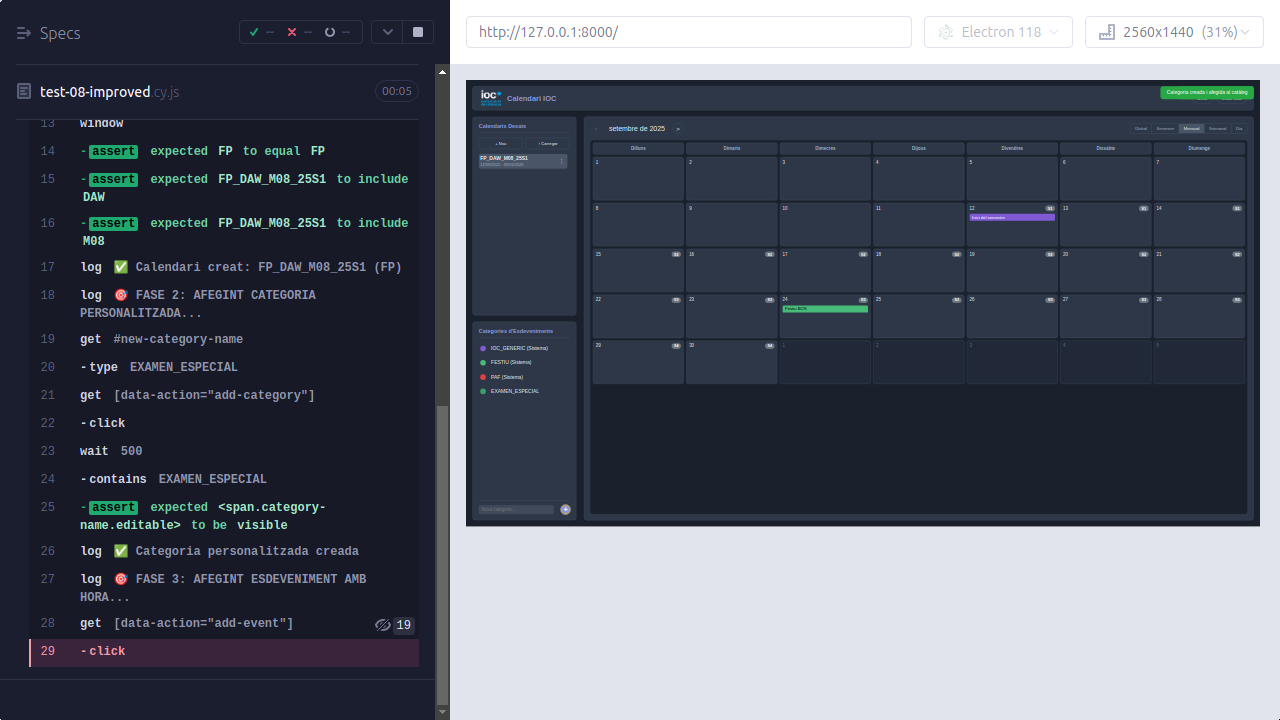 Specs
✓ -- ✕ -- --
http://127.0.0.1:8000/
Electron 118
2560x1440 (31%)
test-08-improved.cy.js
00:05
13 window
14 -assert expected FP to equal FP
15 -assert expected FP_DAW_M08_25S1 to include
DAW
16 -assert expected FP_DAW_M08_25S1 to include
M08
17 log ✅ Calendari creat: FP_DAW_M08_25S1 (FP)
18 log 🎯 FASE 2: AFEGINT CATEGORIA
PERSONALITZADA...
19 get #new-category-name
20 -type EXAMEN_ESPECIAL
21 get [data-action="add-category"]
22 -click
23 wait 500
24 -contains EXAMEN_ESPECIAL
25 -assert expected <span.category-
name.editable> to be visible
26 log ✅ Categoria personalitzada creada
27 log 🎯 FASE 3: AFEGINT ESDEVENIMENT AMB
HORA...
28 get [data-action="add-event"] 19
29 -click
ioc
Calendari IOC
Categoria creada i afegida al catàleg
Calendaris Desats
+ Nou
Carregar
FP_DAW_M08_25S1
Categories d'Esdeveniments
IOC_GENERIC (Sistema)
FESTIU (Sistema)
PAF (Sistema)
EXAMEN_ESPECIAL
Nova categoria...
+
setembre de 2025 >
Global Semestre Mensual Setmanal Dia
Dilluns Dimarts Dimecres Dijous Divendres Dissabte Diumenge
1 2 3 4 5 6 7
8 9 10 11 12 13 14
Inici del semestre
15 16 17 18 19 20 21
22 23 24 25 26 27 28
Festiu BCN
29 30 1 2 3 4 5